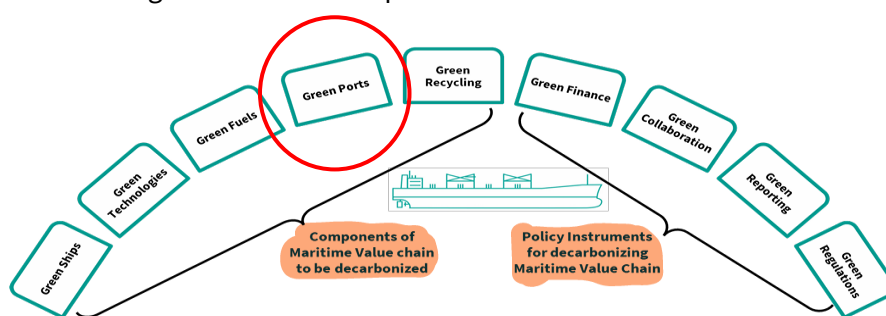 Green Ships
Green
Technologies
Green Fuels
Green Ports
Green
Recycling
Green Finance
Green
Collaboration
Green
Reporting
Green
Regulations
Components of
Maritime Value chain
to be decarbonized
Policy Instruments
for decarbonizing
Maritime Value Chain